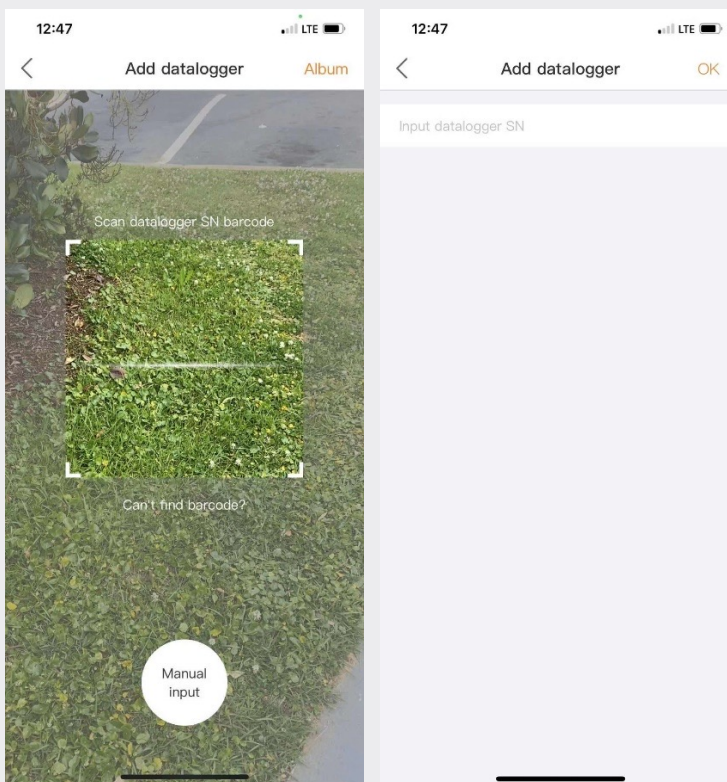 12:47
LTE
Add datalogger
Album
Scan datalogger SN barcode
Can't find barcode?
Manual
input
12:47
LTE
Add datalogger
OK
Input datalogger SN